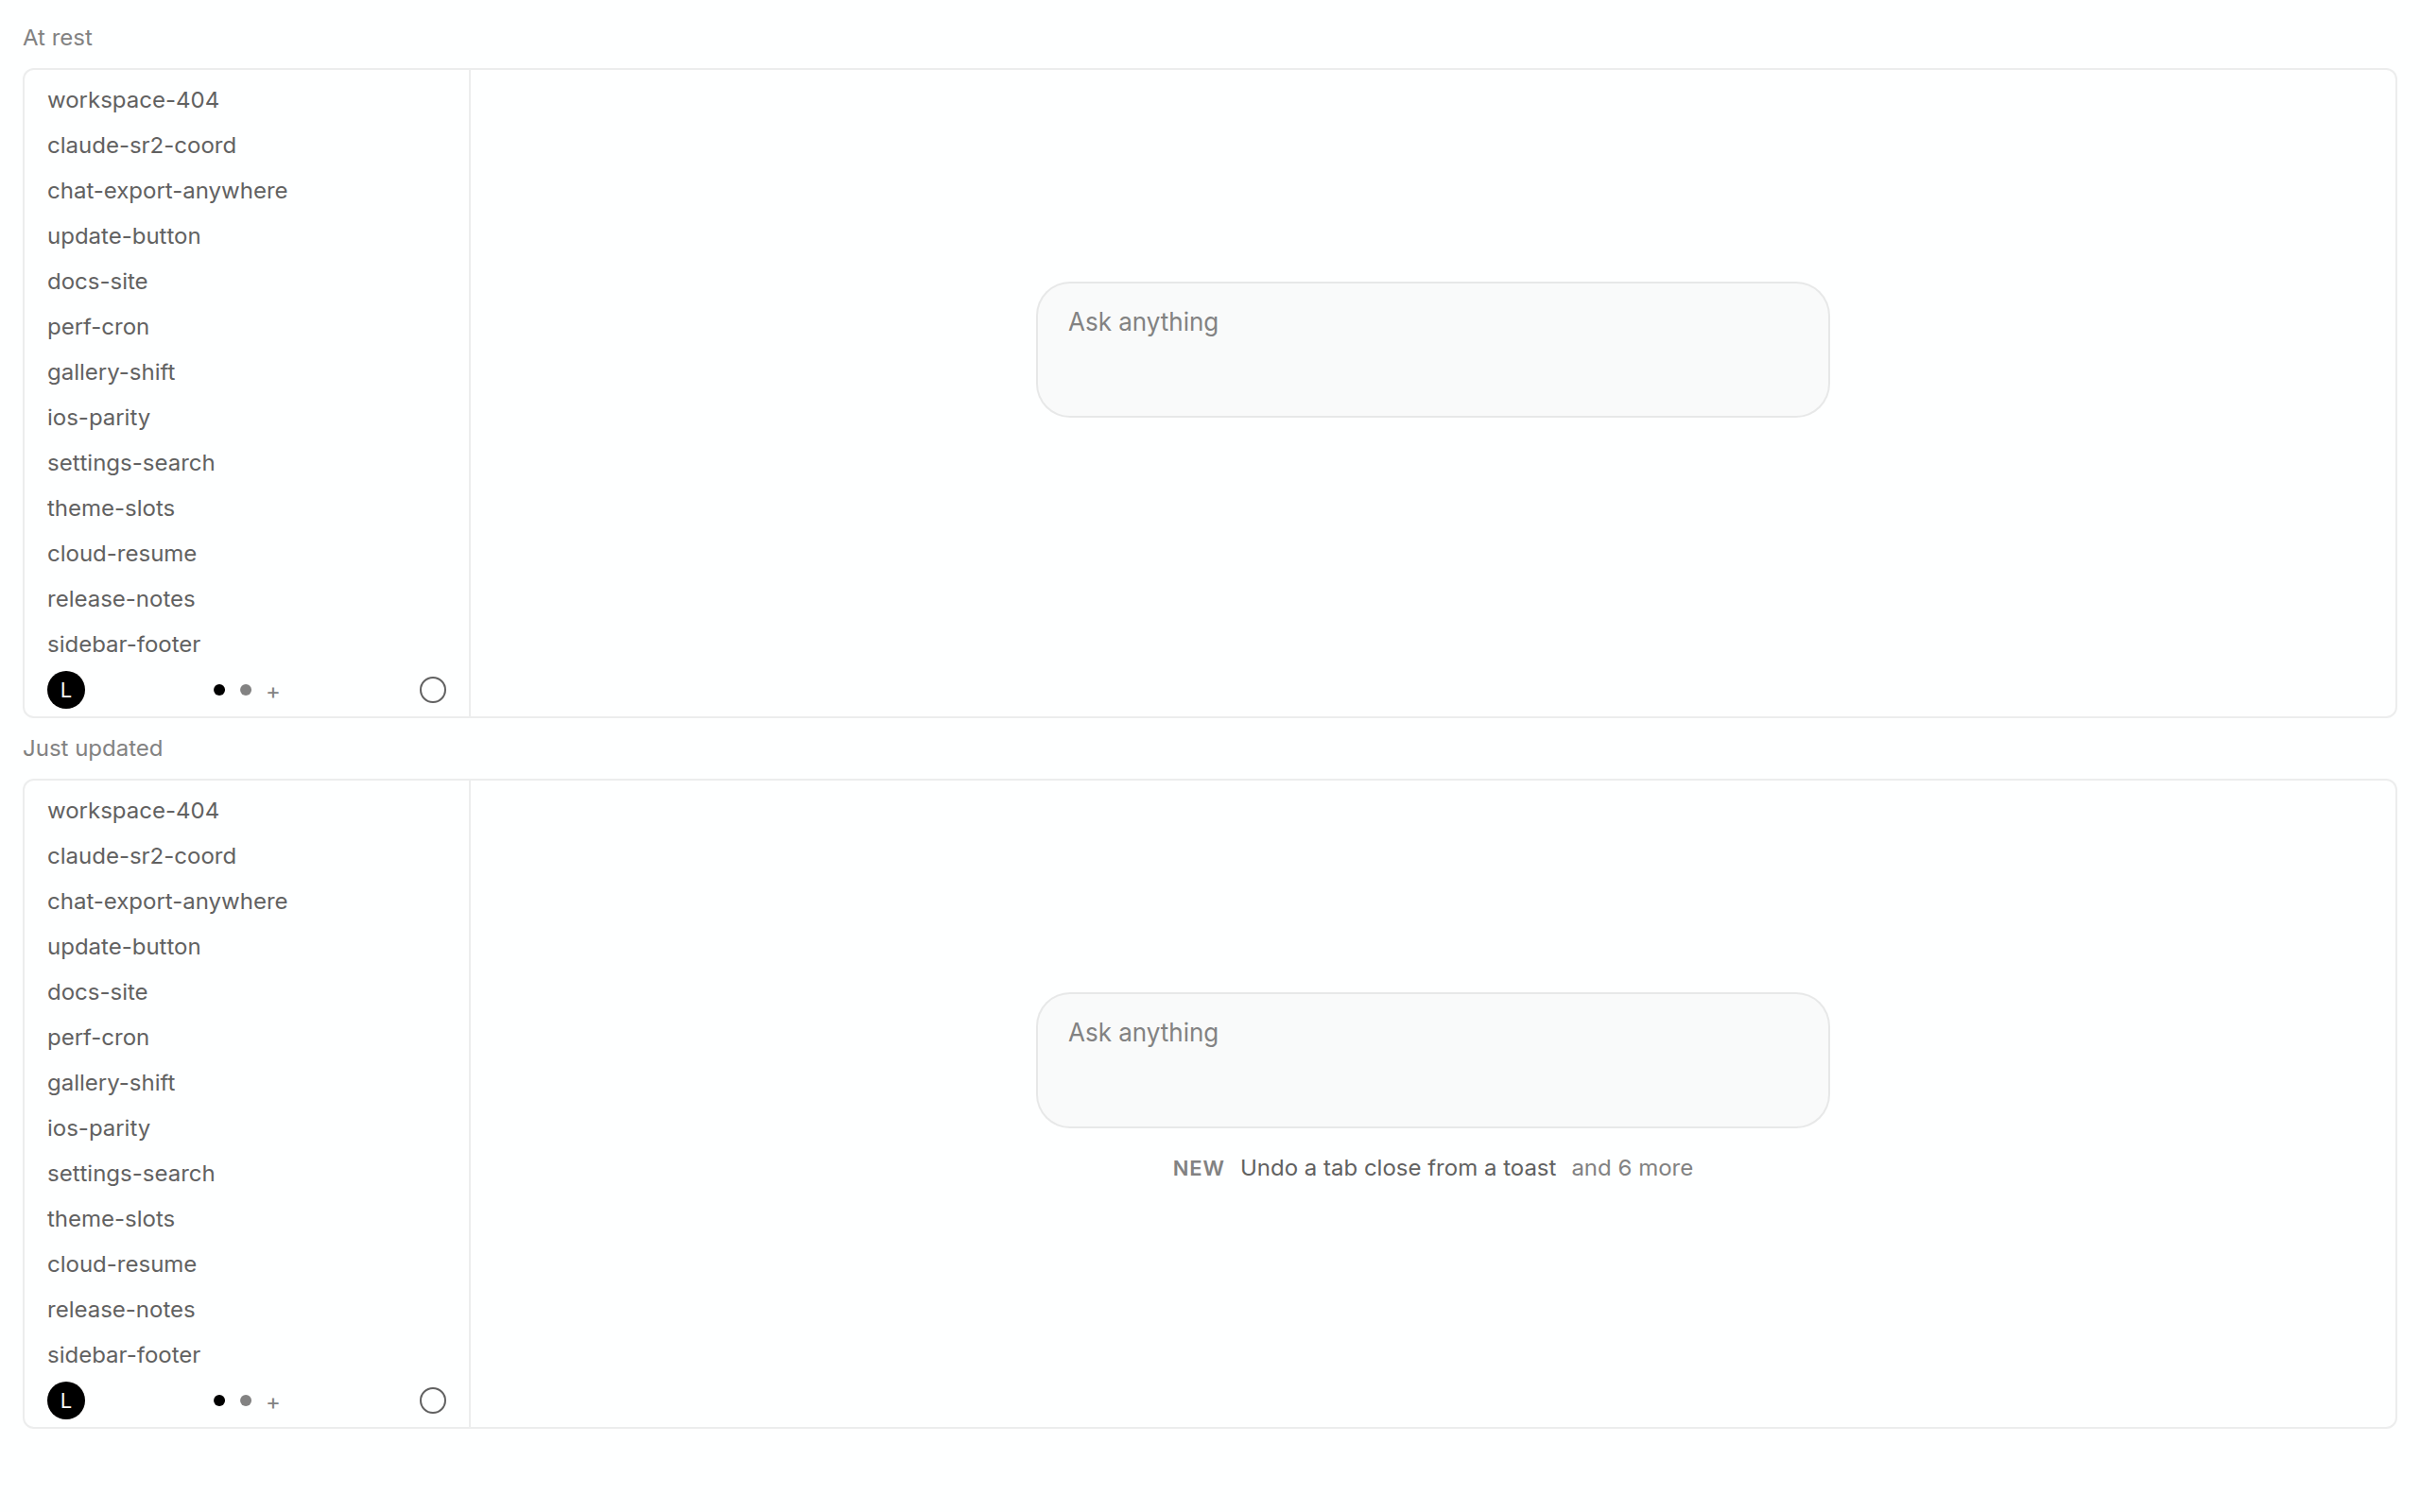 At rest
workspace-404
claude-sr2-coord
chat-export-anywhere
update-button
docs-site
perf-cron
gallery-shift
ios-parity
settings-search
theme-slots
cloud-resume
release-notes
sidebar-footer
L +
Ask anything
Just updated
workspace-404
claude-sr2-coord
chat-export-anywhere
update-button
docs-site
perf-cron
gallery-shift
ios-parity
settings-search
theme-slots
cloud-resume
release-notes
sidebar-footer
L +
Ask anything
NEW Undo a tab close from a toast and 6 more